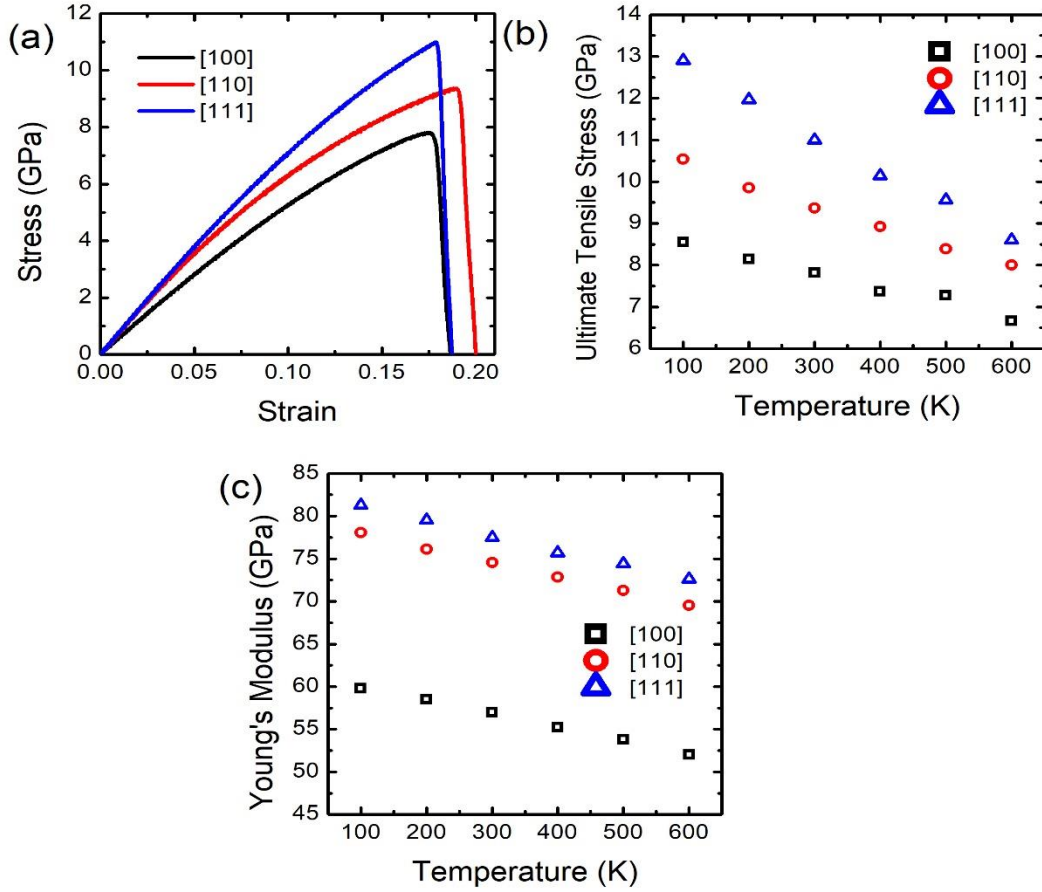 (a)
Stress (GPa)
11
10
8
6
4
2
0
[100]
[110]
[111]
0.00 0.05 0.10 0.15 0.20
Strain
(b)
Ultimate Tensile Stress (GPa)
14
13
12
11
10
9
8
7
6
[100]
[110]
[111]
100 200 300 400 500 600
Temperature (K)
(c)
Young's Modulus (GPa)
85
80
75
70
65
60
55
50
45
[100]
[110]
[111]
100 200 300 400 500 600
Temperature (K)